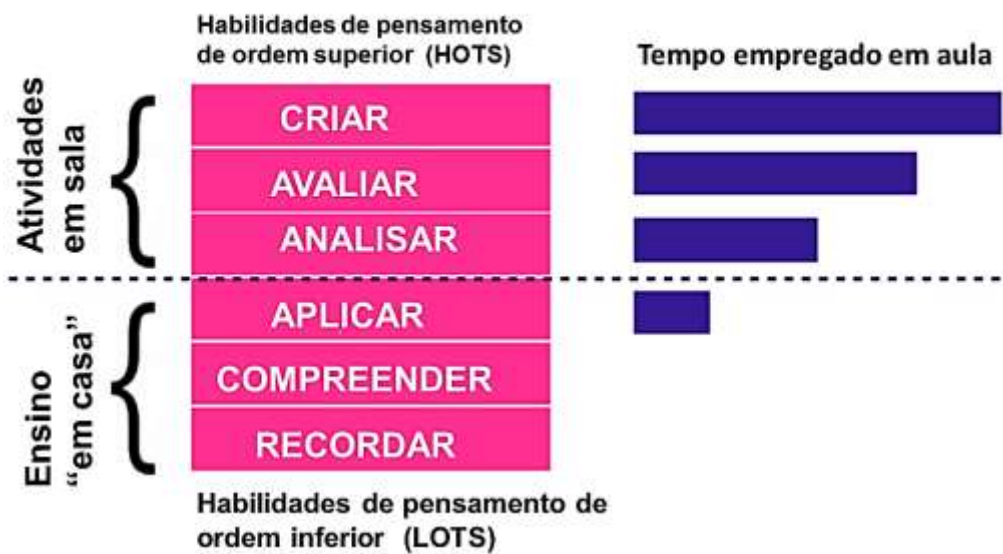 Habilidades de pensamento
de ordem superior (HOTS)
Tempo empregado em aula
Atividades
em sala
CRIAR
AVALIAR
ANALISAR
Ensino
“em casa”
APLICAR
COMPREENDER
RECORDAR
Habilidades de pensamento de
ordem inferior (LOTS)